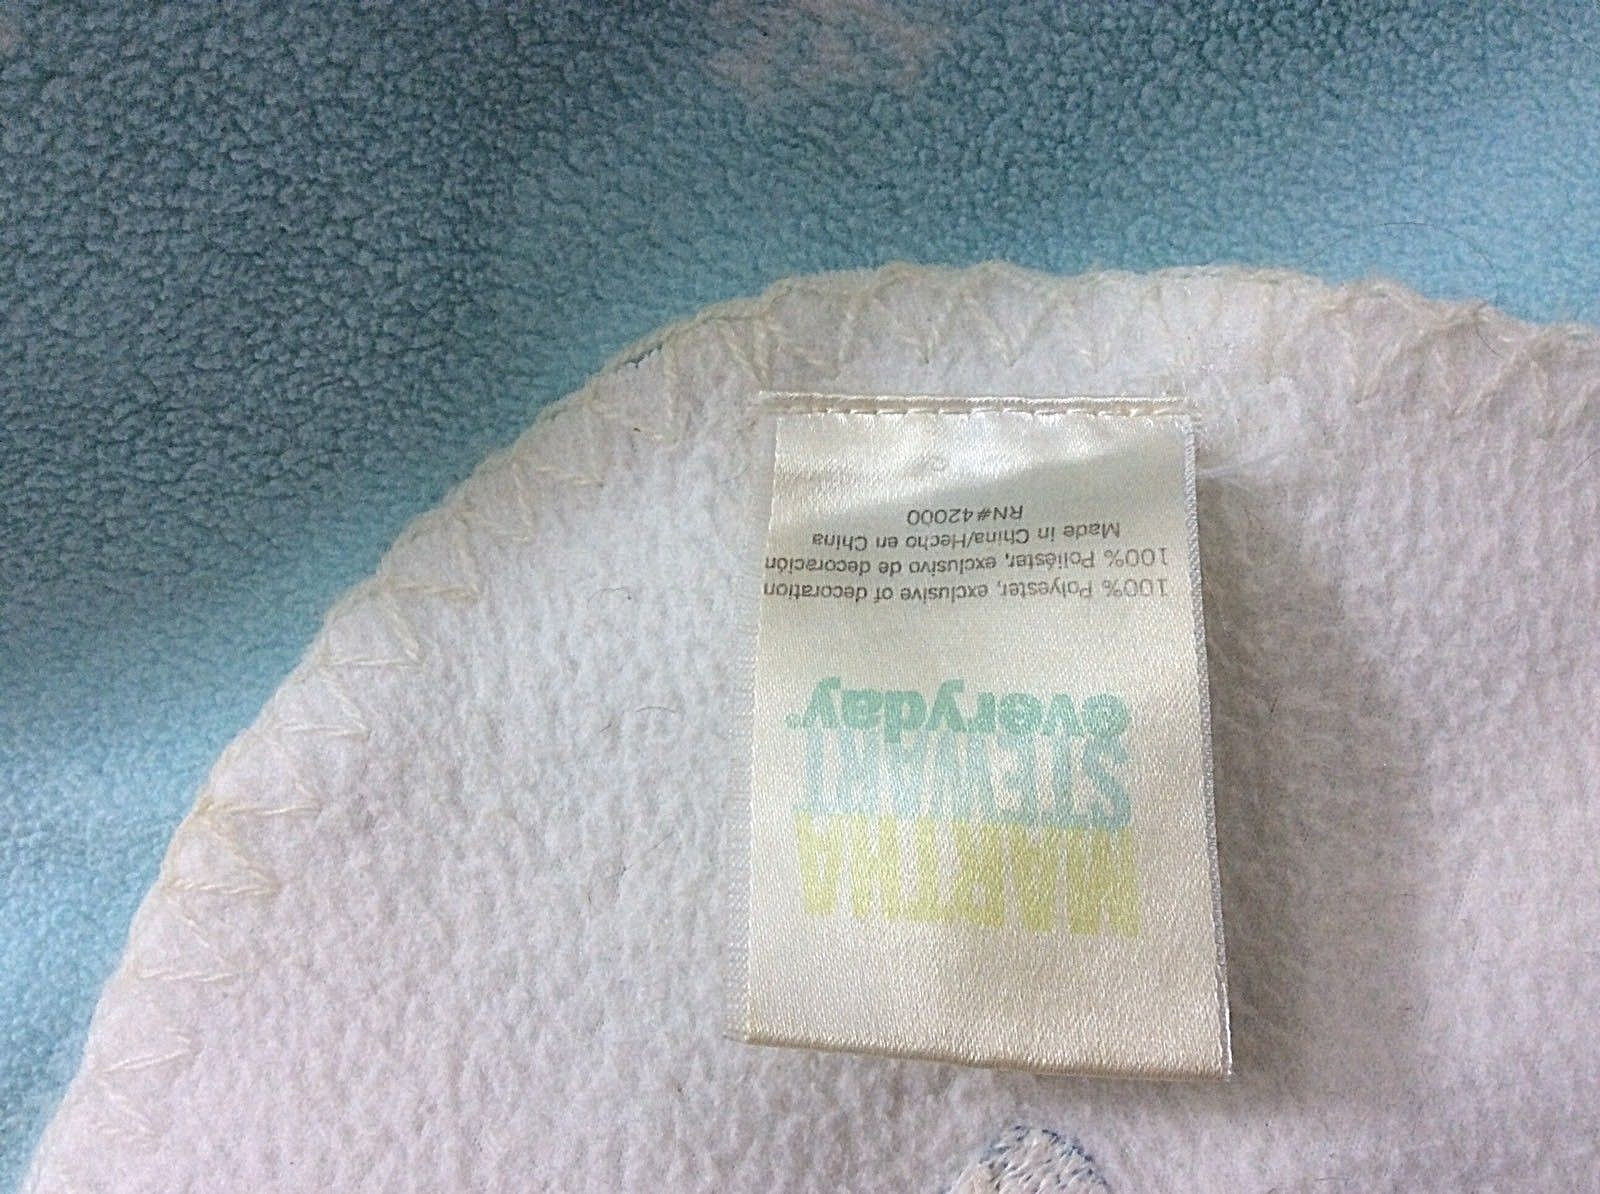 MARTHA
STEWART
everyday®
100% Polyester, exclusive of decoration
100% Poliéster, exclusivo de decoración
Made in China/Hecho en China
RN#42000